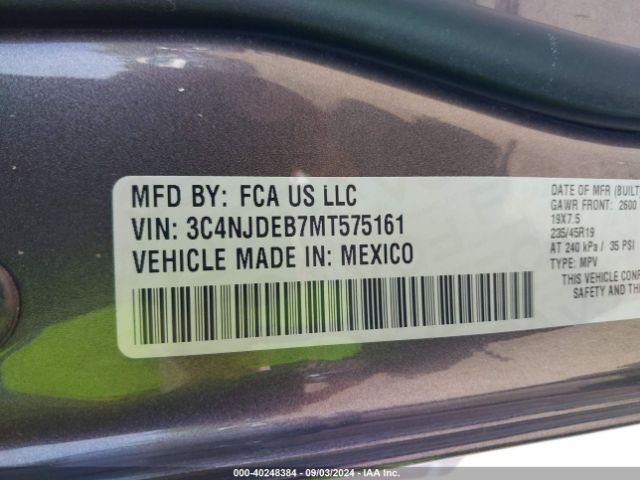 MFD BY: FCA US LLC
VIN: 3C4NJDEB7MT575161
VEHICLE MADE IN: MEXICO
DATE OF MFR (BUILT
GAWR FRONT: 2600
19X7.5
235/45R19
AT 240 kPa / 35 PSI
TYPE: MPV
THIS VEHICLE CONF
SAFETY AND THE
000-40248384 - 09/03/2024 - IAA Inc.